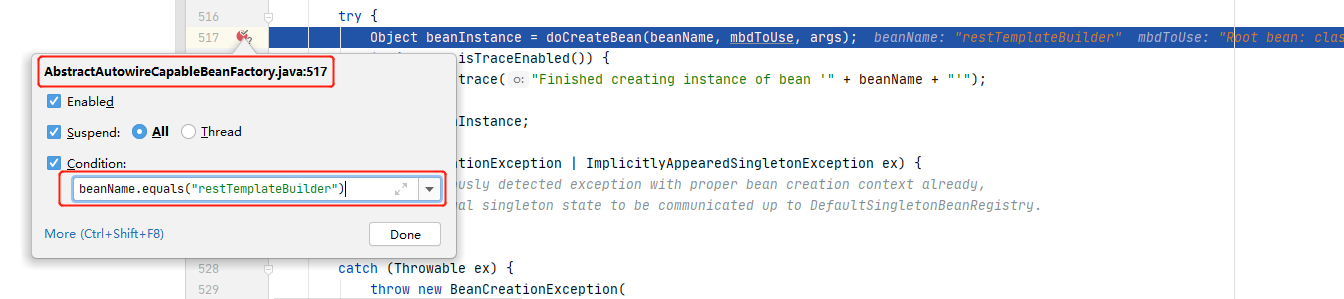 516 try {
517 Object beanInstance = doCreateBean(beanName, mbdToUse, args); beanName: "restTemplateBuilder" mbdToUse: "Root bean: clas
AbstractAutowireCapableBeanFactory.java:517
isTraceEnabled()) {
Enabled
trace( o: "Finished creating instance of bean '" + beanName + "'");
Suspend: All Thread
nInstance;
Condition:
tionException | ImplicitlyAppearedSingletonException ex) {
beanName.equals("restTemplateBuilder")
usly detected exception with proper bean creation context already,
al singleton state to be communicated up to DefaultSingletonBeanRegistry.
More (Ctrl+Shift+F8) Done
528 catch (Throwable ex) {
529 throw new BeanCreationException(